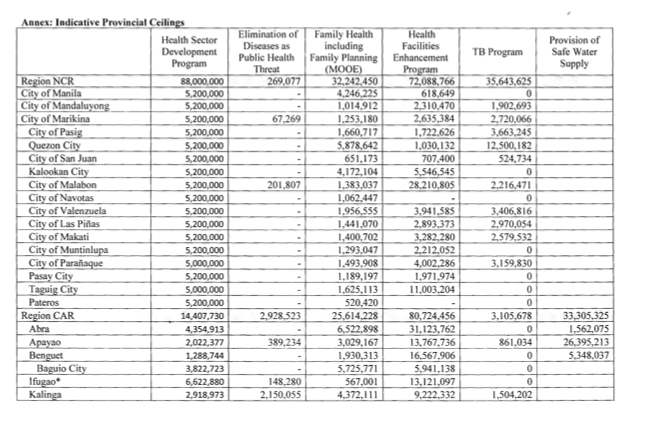 Annex: Indicative Provincial Ceilings
Health Sector Development Program | Elimination of Diseases as Public Health Threat | Family Health including Family Planning (MOOE) | Health Facilities Enhancement Program | TB Program | Provision of Safe Water Supply
Region NCR 88,000,000 269,077 32,242,450 72,088,766 35,643,625
City of Manila 5,200,000 - 4,246,225 618,649 0
City of Mandaluyong 5,200,000 - 1,014,912 2,310,470 1,902,693
City of Marikina 5,200,000 67,269 1,253,180 2,635,384 2,720,066
City of Pasig 5,200,000 - 1,660,717 1,722,626 3,663,245
Quezon City 5,200,000 - 5,878,642 1,030,132 12,500,182
City of San Juan 5,200,000 - 651,173 707,400 524,734
Kalookan City 5,200,000 - 4,172,104 5,546,545 0
City of Malabon 5,200,000 201,807 1,383,037 28,210,805 2,216,471
City of Navotas 5,200,000 - 1,062,447 - 0
City of Valenzuela 5,200,000 - 1,956,555 3,941,585 3,406,816
City of Las Piñas 5,200,000 - 1,441,070 2,893,373 2,970,054
City of Makati 5,200,000 - 1,400,702 3,282,280 2,579,532
City of Muntinlupa 5,200,000 - 1,293,047 2,212,052 0
City of Parañaque 5,000,000 - 1,493,908 4,002,286 3,159,830
Pasay City 5,200,000 - 1,189,197 1,971,974 0
Taguig City 5,000,000 - 1,625,113 11,003,204 0
Pateros 5,200,000 - 520,420 - 0
Region CAR 14,407,730 2,928,523 25,614,228 80,724,456 3,105,678 33,305,325
Abra 4,354,913 - 6,522,898 31,123,762 0 1,562,075
Apayao 2,022,377 389,234 3,029,167 13,767,736 861,034 26,395,213
Benguet 1,288,744 - 1,930,313 16,567,906 0 5,348,037
Baguio City 3,822,723 - 5,725,771 5,941,138 0
Ifugao* 6,622,880 148,280 567,001 13,121,097 0
Kalinga 2,918,973 2,150,055 4,372,111 9,222,332 1,504,202